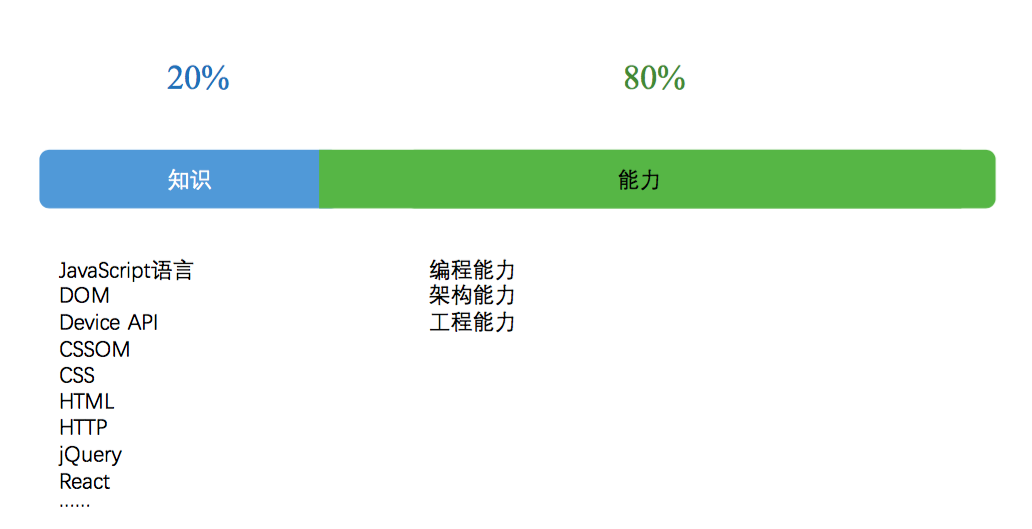 20%
80%
知识
能力
JavaScript语言
DOM
Device API
CSSOM
CSS
HTML
HTTP
jQuery
React
……
编程能力
架构能力
工程能力